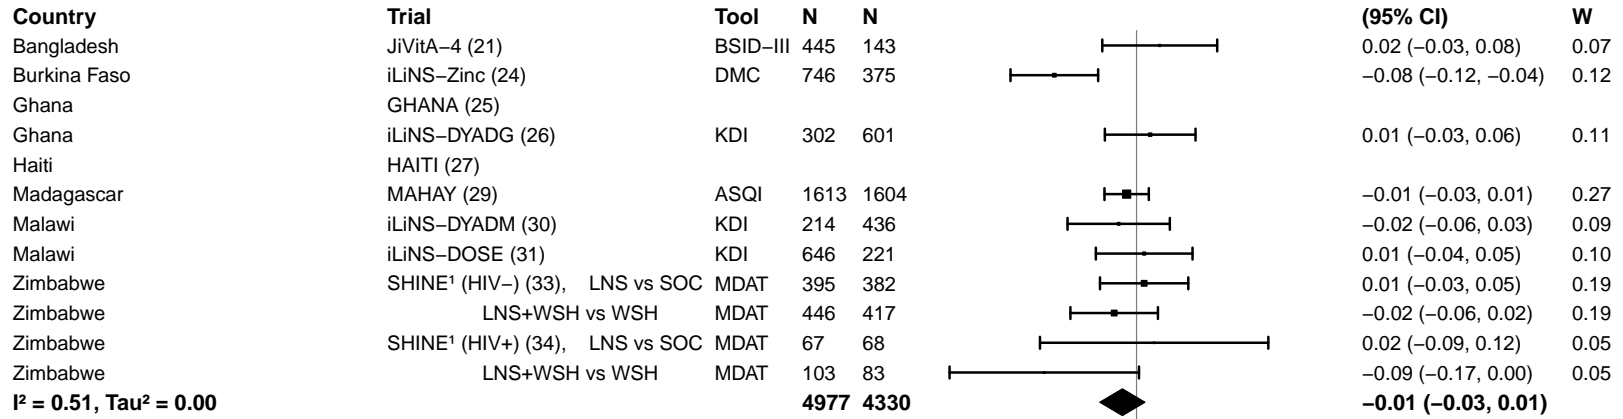 Country Trial Tool N N (95% CI) W
Bangladesh JiVitA−4 (21) BSID−III 445 143 0.02 (−0.03, 0.08) 0.07
Burkina Faso iLiNS−Zinc (24) DMC 746 375 −0.08 (−0.12, −0.04) 0.12
Ghana GHANA (25)
Ghana iLiNS−DYADG (26) KDI 302 601 0.01 (−0.03, 0.06) 0.11
Haiti HAITI (27)
Madagascar MAHAY (29) ASQI 1613 1604 −0.01 (−0.03, 0.01) 0.27
Malawi iLiNS−DYADM (30) KDI 214 436 −0.02 (−0.06, 0.03) 0.09
Malawi iLiNS−DOSE (31) KDI 646 221 0.01 (−0.04, 0.05) 0.10
Zimbabwe SHINE¹ (HIV−) (33), LNS vs SOC MDAT 395 382 0.01 (−0.03, 0.05) 0.19
Zimbabwe LNS+WSH vs WSH MDAT 446 417 −0.02 (−0.06, 0.02) 0.19
Zimbabwe SHINE¹ (HIV+) (34), LNS vs SOC MDAT 67 68 0.02 (−0.09, 0.12) 0.05
Zimbabwe LNS+WSH vs WSH MDAT 103 83 −0.09 (−0.17, 0.00) 0.05
I² = 0.51, Tau² = 0.00 4977 4330 −0.01 (−0.03, 0.01)